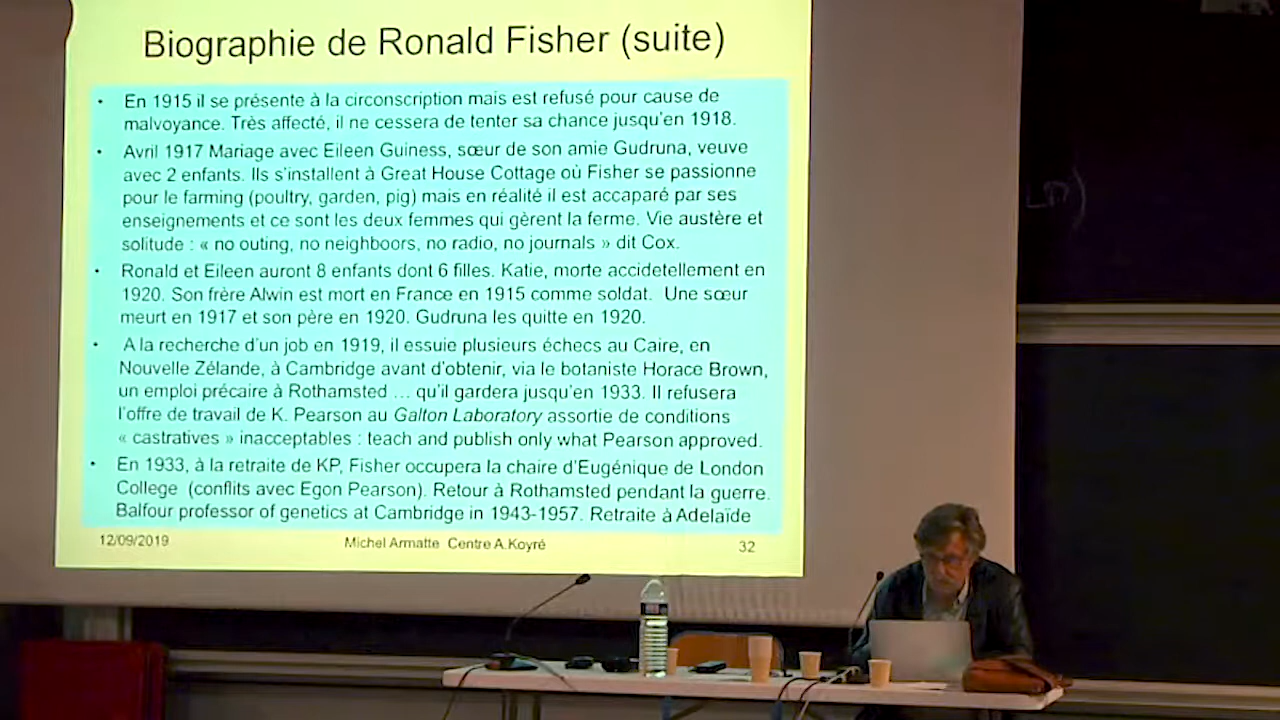 Biographie de Ronald Fisher (suite)
• En 1915 il se présente à la circonscription mais est refusé pour cause de
malvoyance. Très affecté, il ne cessera de tenter sa chance jusqu'en 1918.
• Avril 1917 Mariage avec Eileen Guiness, sœur de son amie Gudruna, veuve
avec 2 enfants. Ils s'installent à Great House Cottage où Fisher se passionne
pour le farming (poultry, garden, pig) mais en réalité il est accaparé par ses
enseignements et ce sont les deux femmes qui gèrent la ferme. Vie austère et
solitude : « no outing, no neighboors, no radio, no journals » dit Cox.
• Ronald et Eileen auront 8 enfants dont 6 filles. Katie, morte accidetellement en
1920. Son frère Alwin est mort en France en 1915 comme soldat. Une sœur
meurt en 1917 et son père en 1920. Gudruna les quitte en 1920.
• A la recherche d'un job en 1919, il essuie plusieurs échecs au Caire, en
Nouvelle Zélande, à Cambridge avant d'obtenir, via le botaniste Horace Brown,
un emploi précaire à Rothamsted ... qu'il gardera jusqu'en 1933. Il refusera
l'offre de travail de K. Pearson au Galton Laboratory assortie de conditions
« castratives » inacceptables : teach and publish only what Pearson approved.
• En 1933, à la retraite de KP, Fisher occupera la chaire d'Eugénique de London
College (conflits avec Egon Pearson). Retour à Rothamsted pendant la guerre.
Balfour professor of genetics at Cambridge in 1943-1957. Retraite à Adelaïde
12/09/2019 Michel Armatte Centre A.Koyré 32